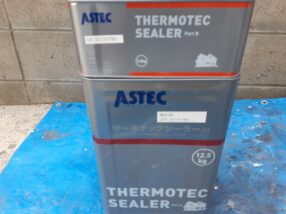 ASTEC
THERMOTEC
SEALER Part B
ASTEC
サーモテックシーラー
12.5
kg
THERMOTEC
SEALER